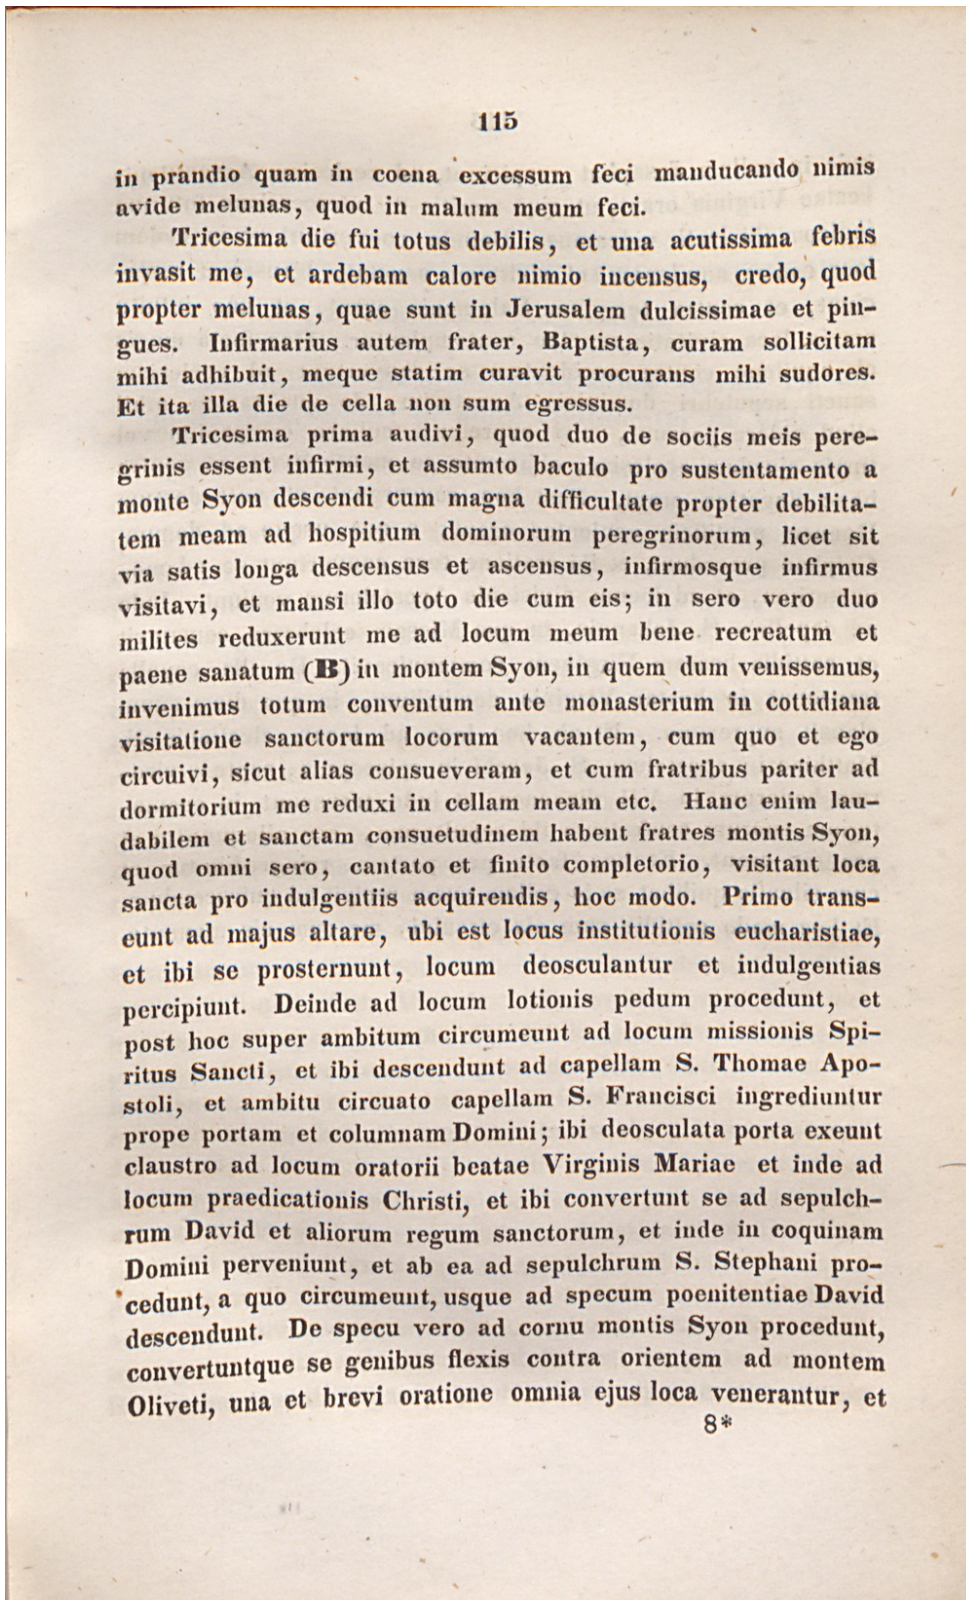 115
in prandio quam in coena excessum feci manducando nimis
avide melunas, quod in malum meum feci.
Tricesima die fui totus debilis, et una acutissima febris
invasit me, et ardebam calore nimio incensus, credo, quod
propter melunas, quae sunt in Jerusalem dulcissimae et pin-
gues. Infirmarius autem frater, Baptista, curam sollicitam
mihi adhibuit, meque statim curavit procurans mihi sudores.
Et ita illa die de cella non sum egressus.
Tricesima prima audivi, quod duo de sociis meis pere-
grinis essent infirmi, et assumto baculo pro sustentamento a
monte Syon descendi cum magna difficultate propter debilita-
tem meam ad hospitium dominorum peregrinorum, licet sit
via satis longa descensus et ascensus, infirmosque infirmus
visitavi, et mansi illo toto die cum eis; in sero vero duo
milites reduxerunt me ad locum meum bene recreatum et
paene sanatum (B) in montem Syon, in quem dum venissemus,
invenimus totum conventum ante monasterium in cottidiana
visitatione sanctorum locorum vacantem, cum quo et ego
circuivi, sicut alias consueveram, et cum fratribus pariter ad
dormitorium me reduxi in cellam meam etc. Hanc enim lau-
dabilem et sanctam consuetudinem habent fratres montis Syon,
quod omni sero, cantato et finito completorio, visitant loca
sancta pro indulgentiis acquirendis, hoc modo. Primo trans-
eunt ad majus altare, ubi est locus institutionis eucharistiae,
et ibi se prosternunt, locum deosculantur et indulgentias
percipiunt. Deinde ad locum lotionis pedum procedunt, et
post hoc super ambitum circumeunt ad locum missionis Spi-
ritus Sancti, et ibi descendunt ad capellam S. Thomae Apo-
stoli, et ambitu circuato capellam S. Francisci ingrediuntur
prope portam et columnam Domini; ibi deosculata porta exeunt
claustro ad locum oratorii beatae Virginis Mariae et inde ad
locum praedicationis Christi, et ibi convertunt se ad sepulch-
rum David et aliorum regum sanctorum, et inde in coquinam
Domini perveniunt, et ab ea ad sepulchrum S. Stephani pro-
cedunt, a quo circumeunt, usque ad specum poenitentiae David
descendunt. De specu vero ad cornu montis Syon procedunt,
convertuntque se genibus flexis contra orientem ad montem
Oliveti, una et brevi oratione omnia ejus loca venerantur, et
8*